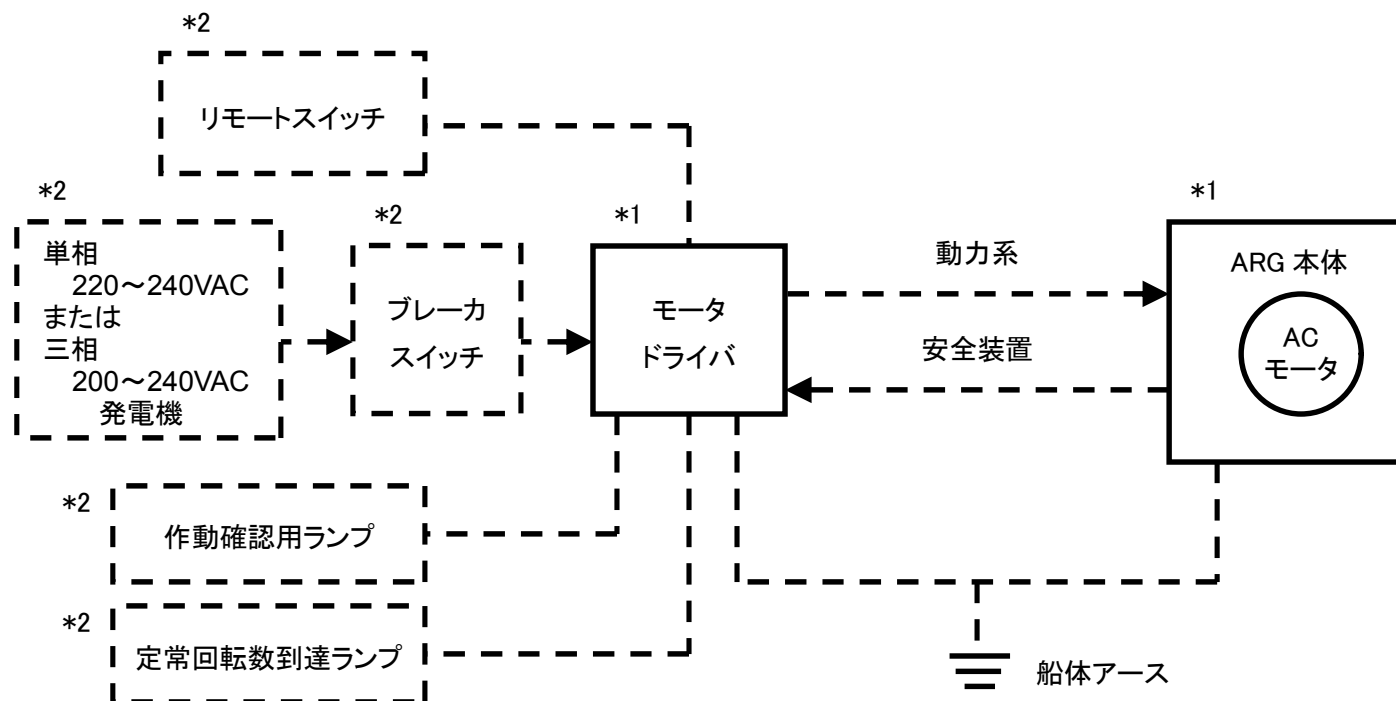 *2
リモートスイッチ
*2
単相
220～240VAC
または
三相
200～240VAC
発電機
*2
ブレーカ
スイッチ
*1
モータ
ドライバ
動力系
安全装置
*1
ARG 本体
AC
モータ
*2
作動確認用ランプ
*2
定常回転数到達ランプ
船体アース